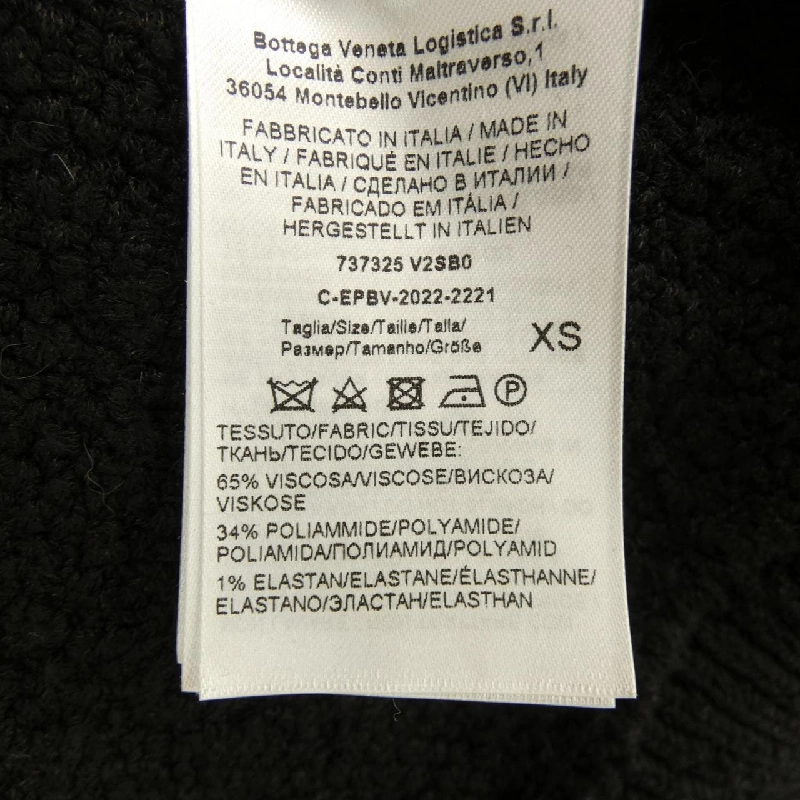 Bottega Veneta Logistica S.r.l.
Località Conti Maltraverso,1
36054 Montebello Vicentino (VI) Italy
FABBRICATO IN ITALIA / MADE IN
ITALY / FABRIQUÉ EN ITALIE / HECHO
EN ITALIA / СДЕЛАНО В ИТАЛИИ /
FABRICADO EM ITÁLIA /
HERGESTELLT IN ITALIEN
737325 V2SB0
C-EPBV-2022-2221
Taglia/Size/Taille/Talla/
Размер/Tamanho/Größe
XS
P
TESSUTO/FABRIC/TISSU/TEJIDO/
ТКАНЬ/TECIDO/GEWEBE:
65% VISCOSA/VISCOSE/ВИСКОЗА/
VISKOSE
34% POLIAMMIDE/POLYAMIDE/
POLIAMIDA/ПОЛИАМИД/POLYAMID
1% ELASTAN/ELASTANE/ÉLASTHANNE/
ELASTANO/ЭЛАСТАН/ELASTHAN